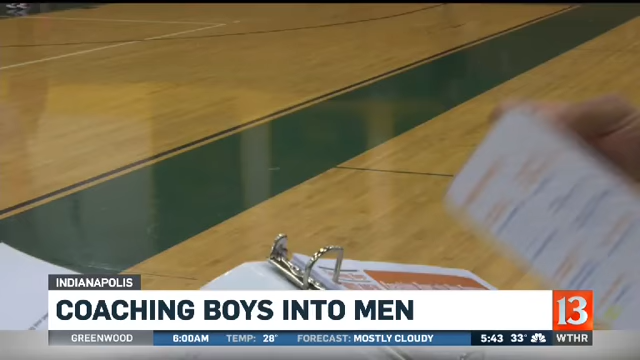 INDIANAPOLIS
COACHING BOYS INTO MEN
13
GREENWOOD 6:00AM TEMP: 28° FORECAST: MOSTLY CLOUDY 5:43 33° WTHR